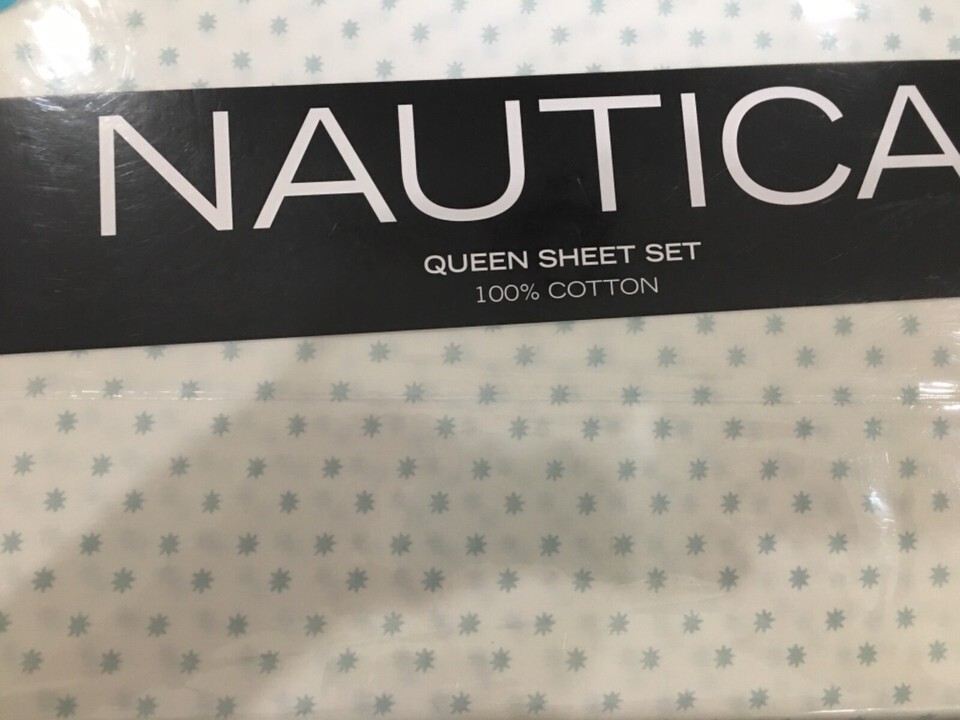 NAUTICA
QUEEN SHEET SET
100% COTTON